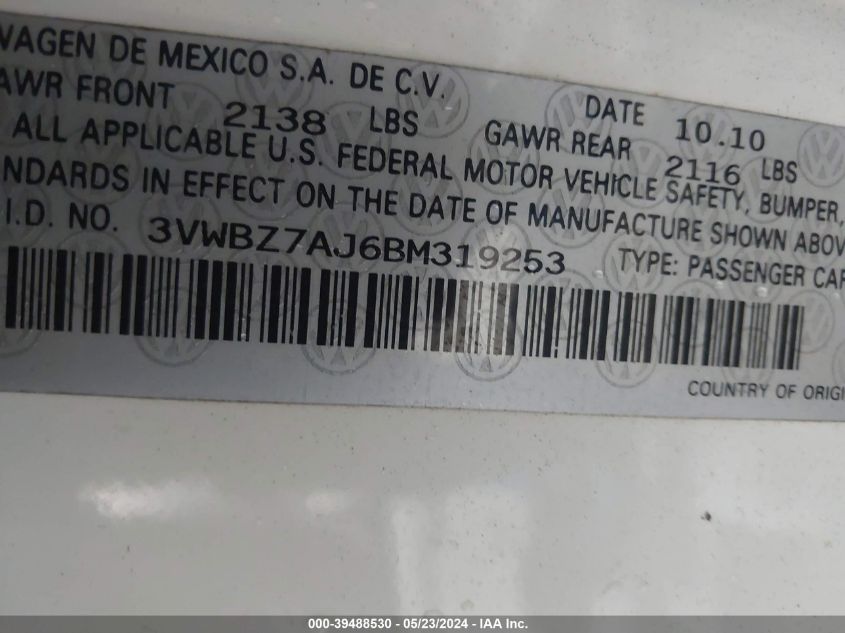 WAGEN DE MEXICO S.A. DE C.V. DATE 10.10
AWR FRONT 2138 LBS GAWR REAR 2116 LBS
ALL APPLICABLE U.S. FEDERAL MOTOR VEHICLE SAFETY, BUMPER,
NDARDS IN EFFECT ON THE DATE OF MANUFACTURE SHOWN ABOV
I.D. NO. 3VWBZ7AJ6BM319253 TYPE: PASSENGER CAR
COUNTRY OF ORIGI
000-39488530 - 05/23/2024 - IAA Inc.